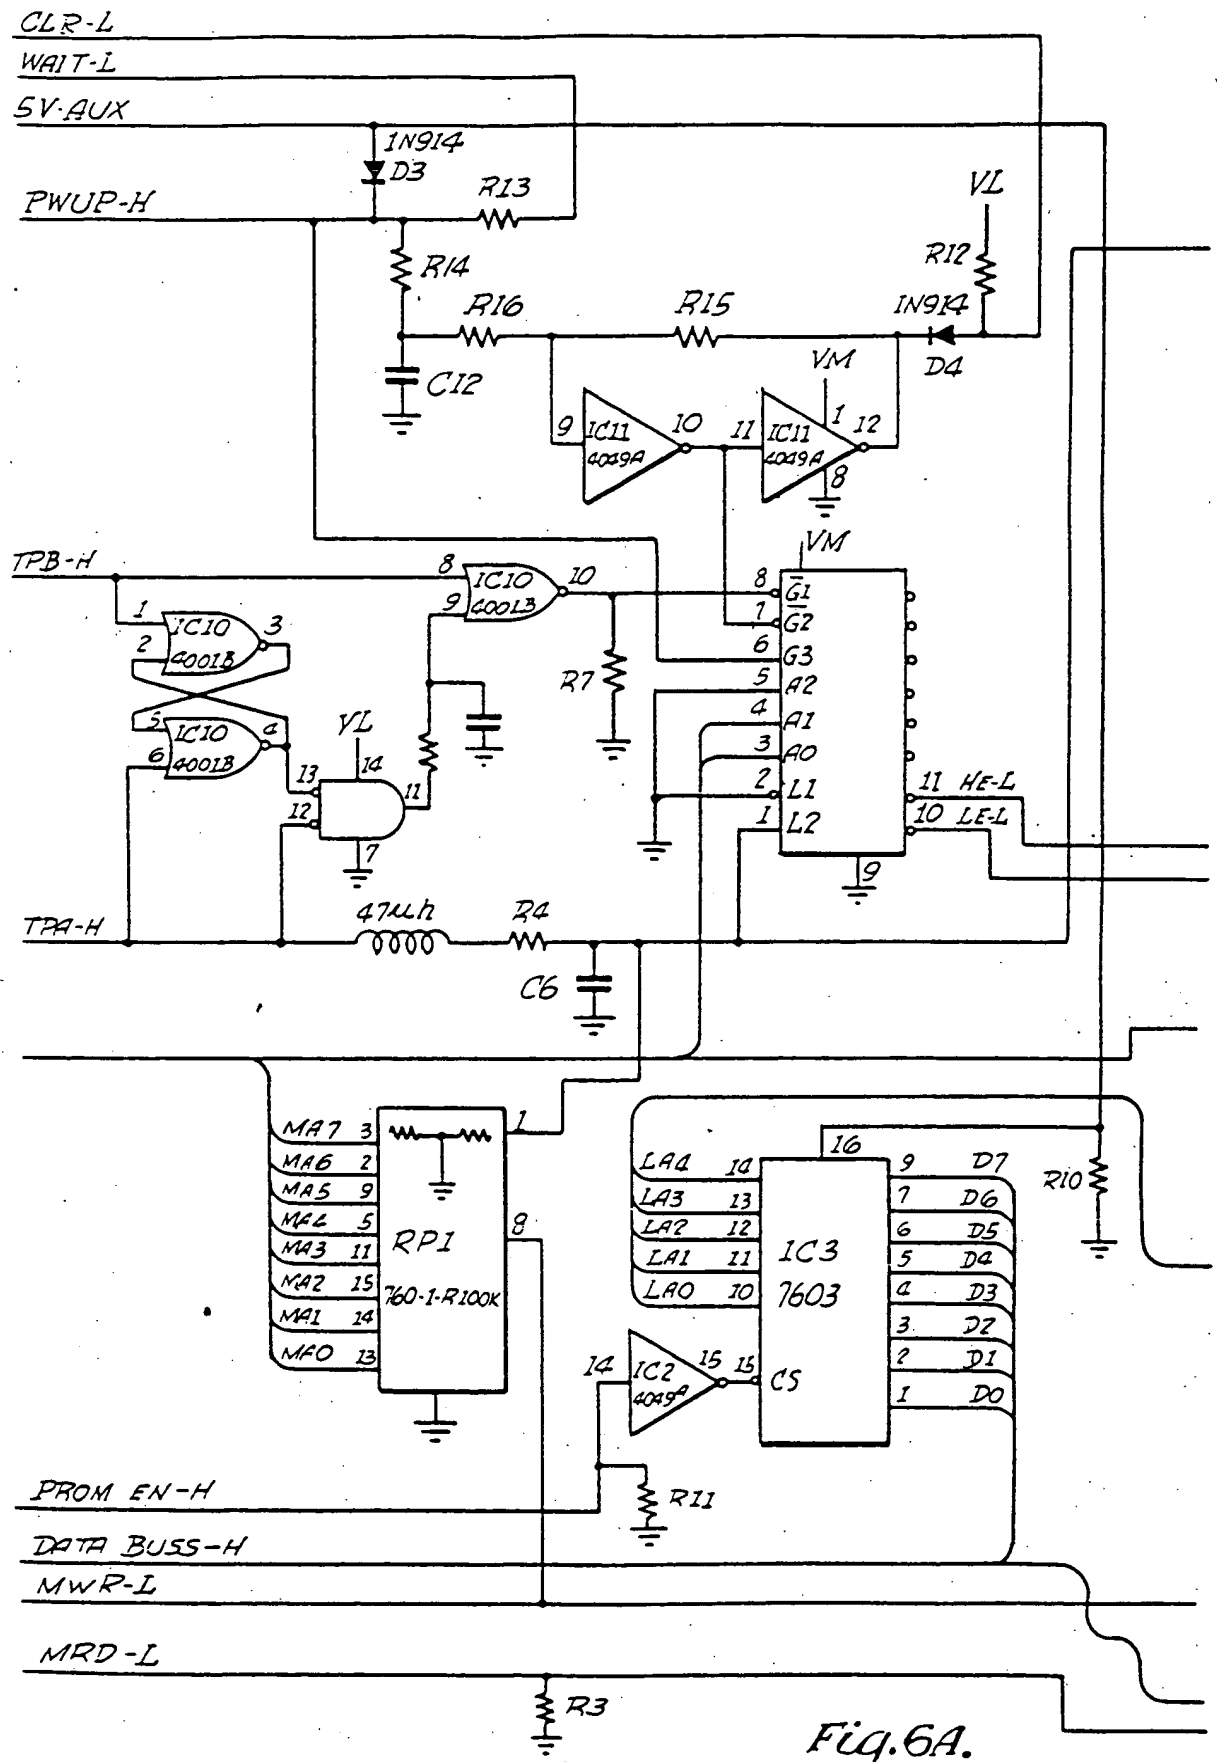 CLR-L
WAIT-L
5V-AUX
1N914
D3
PWUP-H
R13
VL
R14
R12
R16
R15
1N914
D4
C12
VM
9
IC11
4049A
10
11
IC11
4049A
1
12
8
TPB-H
8
9
IC10
4001B
10
VM
1
2
IC10
4001B
3
8
G1
7
G2
6
G3
R7
5
A2
4
A1
3
A0
2
L1
1
L2
5
6
IC10
4001B
4
VL
14
13
12
11
7
11
HE-L
10
LE-L
9
TPA-H
47μh
R4
C6
MA7 3
MA6 2
MA5 9
MA4 5
MA3 11
MA2 15
MA1 14
MA0 13
1
8
RP1
760-1-R100K
16
LA4 14
LA3 13
LA2 12
LA1 11
LA0 10
IC3
7603
9 D7
7 D6
6 D5
5 D4
4 D3
3 D2
2 D1
1 D0
R10
14
IC2
4049A
15
15
CS
R11
PROM EN-H
DATA BUSS-H
MWR-L
MRD-L
R3
Fig.6A.